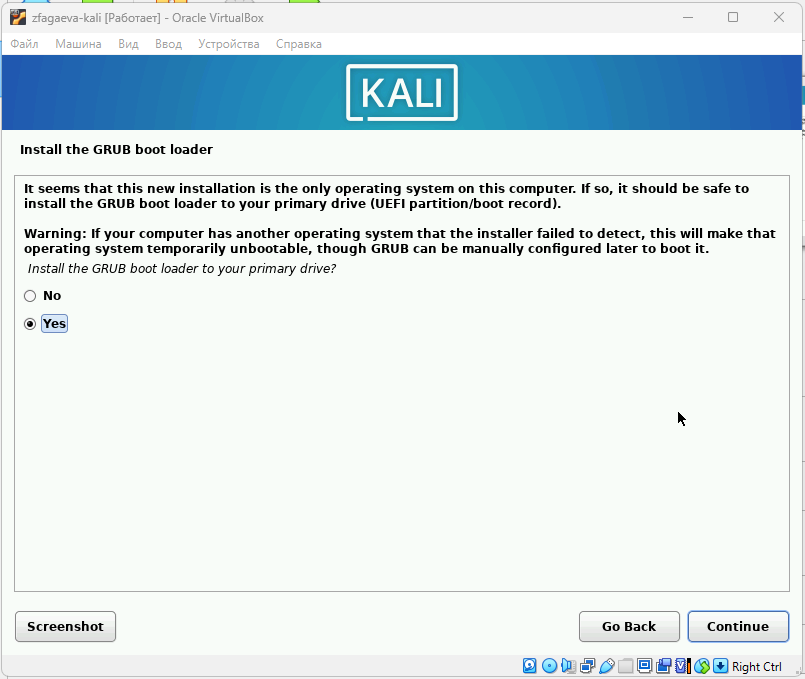 zfagaeva-kali [Работает] - Oracle VirtualBox
Файл Машина Вид Ввод Устройства Справка
KALI
Install the GRUB boot loader
It seems that this new installation is the only operating system on this computer. If so, it should be safe to
install the GRUB boot loader to your primary drive (UEFI partition/boot record).
Warning: If your computer has another operating system that the installer failed to detect, this will make that
operating system temporarily unbootable, though GRUB can be manually configured later to boot it.
Install the GRUB boot loader to your primary drive?
No
Yes
Screenshot Go Back Continue
Right Ctrl